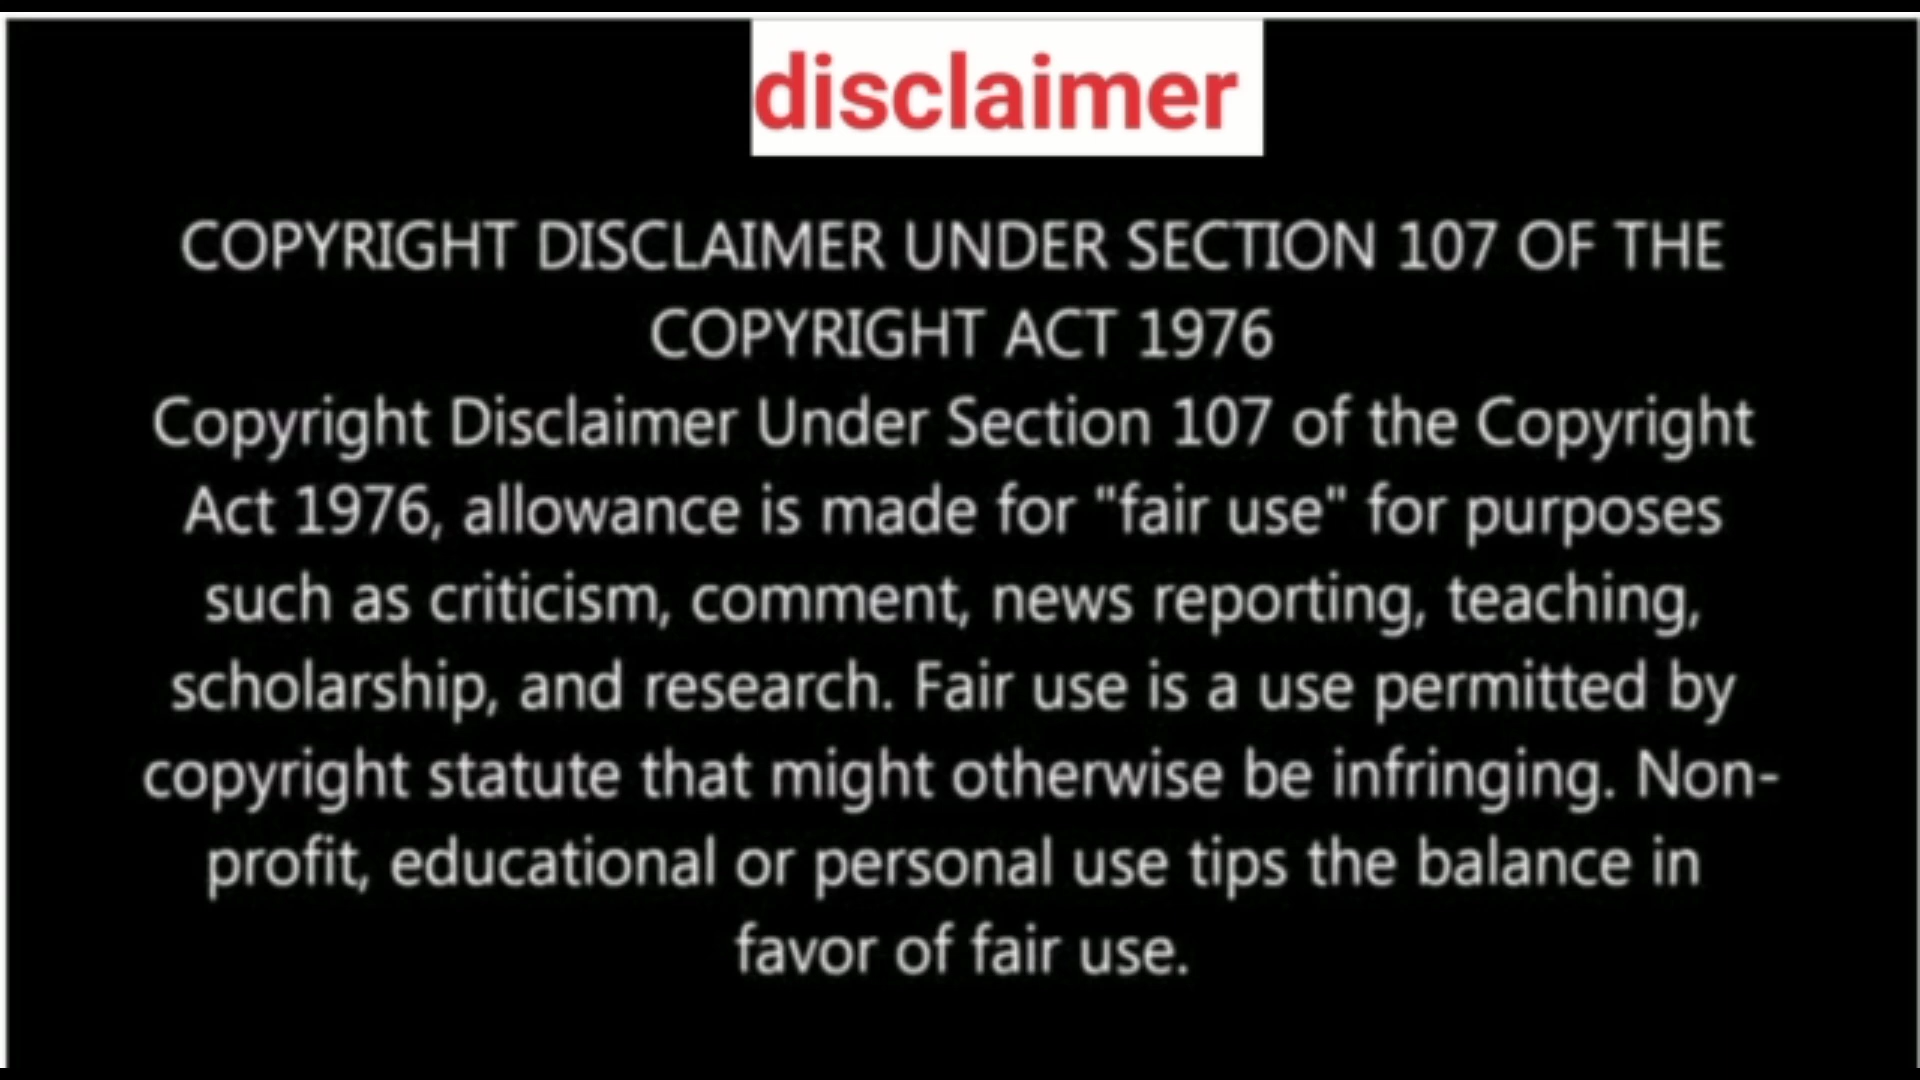 disclaimer
COPYRIGHT DISCLAIMER UNDER SECTION 107 OF THE
COPYRIGHT ACT 1976
Copyright Disclaimer Under Section 107 of the Copyright
Act 1976, allowance is made for "fair use" for purposes
such as criticism, comment, news reporting, teaching,
scholarship, and research. Fair use is a use permitted by
copyright statute that might otherwise be infringing. Non-
profit, educational or personal use tips the balance in
favor of fair use.